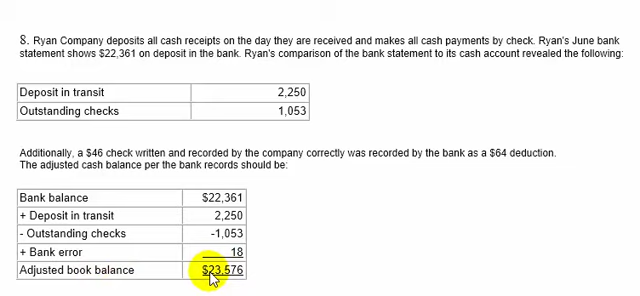 8. Ryan Company deposits all cash receipts on the day they are received and makes all cash payments by check. Ryan's June bank
statement shows $22,361 on deposit in the bank. Ryan's comparison of the bank statement to its cash account revealed the following:
Deposit in transit 2,250
Outstanding checks 1,053
Additionally, a $46 check written and recorded by the company correctly was recorded by the bank as a $64 deduction.
The adjusted cash balance per the bank records should be:
Bank balance $22,361
+ Deposit in transit 2,250
- Outstanding checks -1,053
+ Bank error 18
Adjusted book balance $23,576